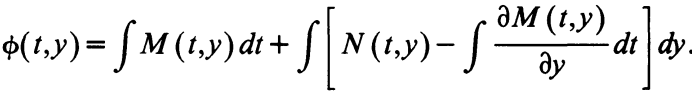 ϕ(t,y) = ∫ M(t,y) dt + ∫ [ N(t,y) − ∫ ∂M(t,y)/∂y dt ] dy.